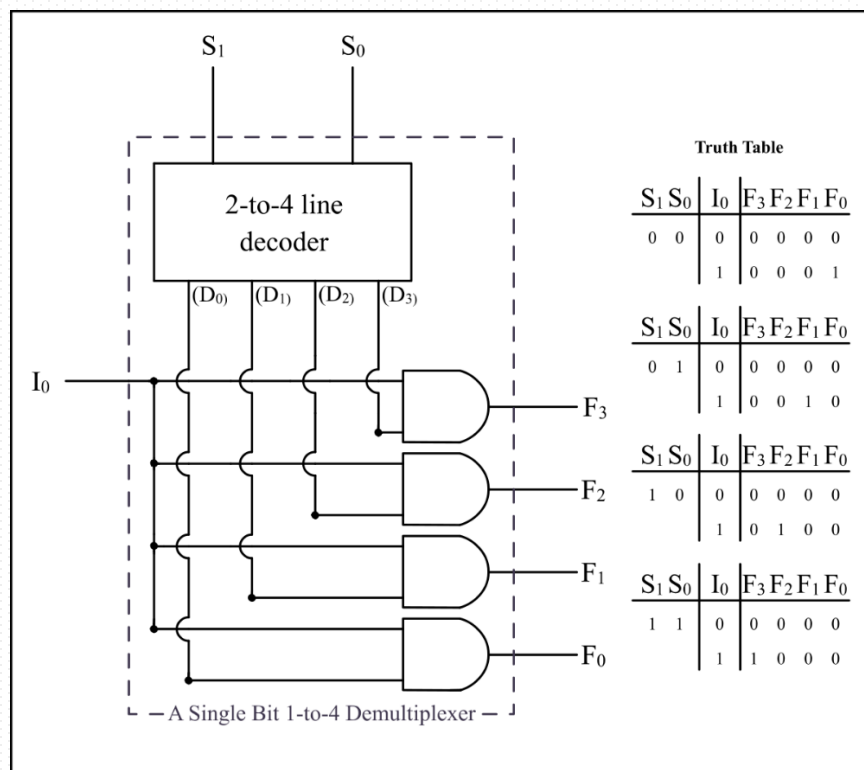 S₁ S₀
2-to-4 line
decoder
(D₀) (D₁) (D₂) (D₃)
I₀
F₃
F₂
F₁
F₀
A Single Bit 1-to-4 Demultiplexer
Truth Table
S₁ S₀ I₀ F₃ F₂ F₁ F₀
0 0 0 0 0 0 0
1 0 0 0 1
S₁ S₀ I₀ F₃ F₂ F₁ F₀
0 1 0 0 0 0 0
1 0 0 1 0
S₁ S₀ I₀ F₃ F₂ F₁ F₀
1 0 0 0 0 0 0
1 0 1 0 0
S₁ S₀ I₀ F₃ F₂ F₁ F₀
1 1 0 0 0 0 0
1 1 0 0 0